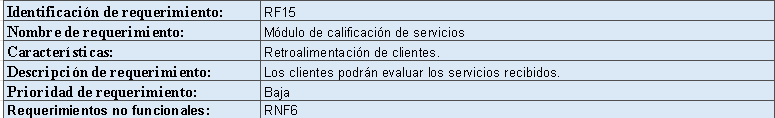 Identificación de requerimiento: RF15
Nombre de requerimiento: Módulo de calificación de servicios
Características: Retroalimentación de clientes.
Descripción de requerimiento: Los clientes podrán evaluar los servicios recibidos.
Prioridad de requerimiento: Baja
Requerimientos no funcionales: RNF6